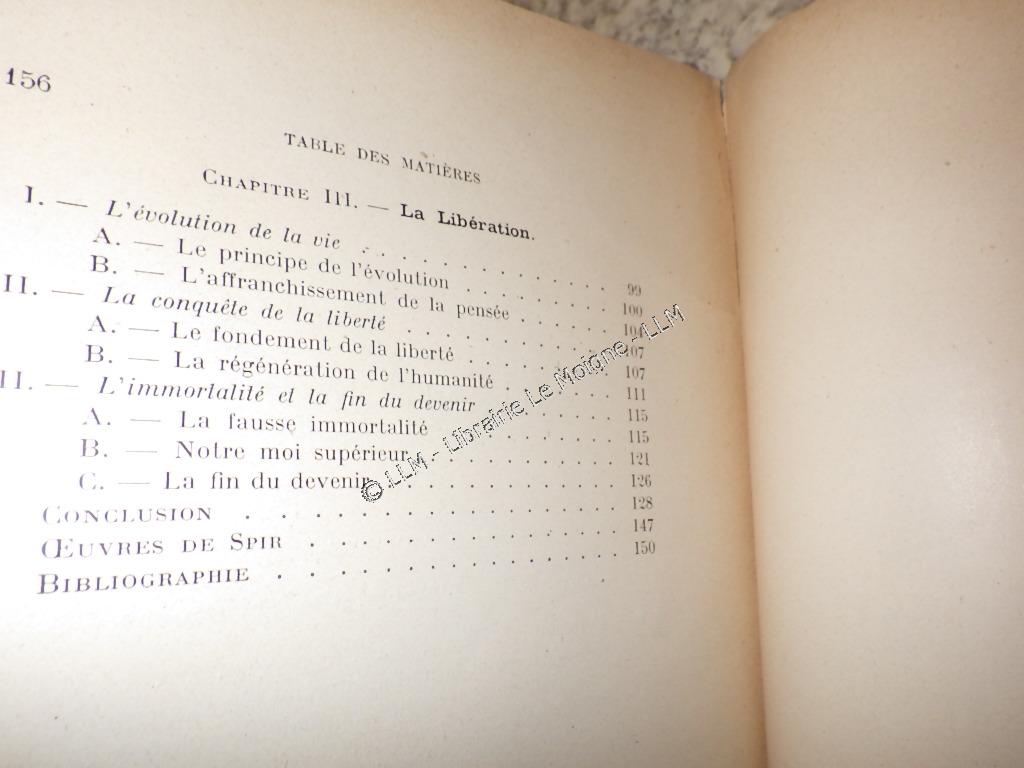 156
TABLE DES MATIÈRES
CHAPITRE III. — La Libération.
I. — L'évolution de la vie . . . . . . . . . . . . 99
A. — Le principe de l'évolution . . . . . . . . 100
B. — L'affranchissement de la pensée . . . . . . 104
II. — La conquête de la liberté . . . . . . . . . . 107
A. — Le fondement de la liberté . . . . . . . . 107
B. — La régénération de l'humanité . . . . . . 111
II. — L'immortalité et la fin du devenir . . . . . . . 115
A. — La fausse immortalité . . . . . . . . . 115
B. — Notre moi supérieur . . . . . . . . . 121
C. — La fin du devenir . . . . . . . . . . 126
CONCLUSION . . . . . . . . . . . . . . . . 128
ŒUVRES DE SPIR . . . . . . . . . . . . . . 147
BIBLIOGRAPHIE . . . . . . . . . . . . . . . 150
© LLM - Librairie Le Moigne - LLM